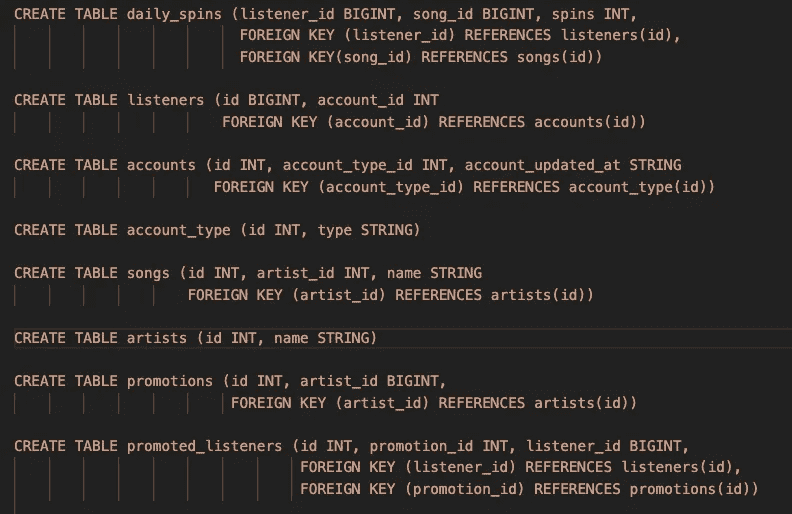 CREATE TABLE daily_spins (listener_id BIGINT, song_id BIGINT, spins INT,
FOREIGN KEY (listener_id) REFERENCES listeners(id),
FOREIGN KEY(song_id) REFERENCES songs(id))
CREATE TABLE listeners (id BIGINT, account_id INT
FOREIGN KEY (account_id) REFERENCES accounts(id))
CREATE TABLE accounts (id INT, account_type_id INT, account_updated_at STRING
FOREIGN KEY (account_type_id) REFERENCES account_type(id))
CREATE TABLE account_type (id INT, type STRING)
CREATE TABLE songs (id INT, artist_id INT, name STRING
FOREIGN KEY (artist_id) REFERENCES artists(id))
CREATE TABLE artists (id INT, name STRING)
CREATE TABLE promotions (id INT, artist_id BIGINT,
FOREIGN KEY (artist_id) REFERENCES artists(id))
CREATE TABLE promoted_listeners (id INT, promotion_id INT, listener_id BIGINT,
FOREIGN KEY (listener_id) REFERENCES listeners(id),
FOREIGN KEY (promotion_id) REFERENCES promotions(id))